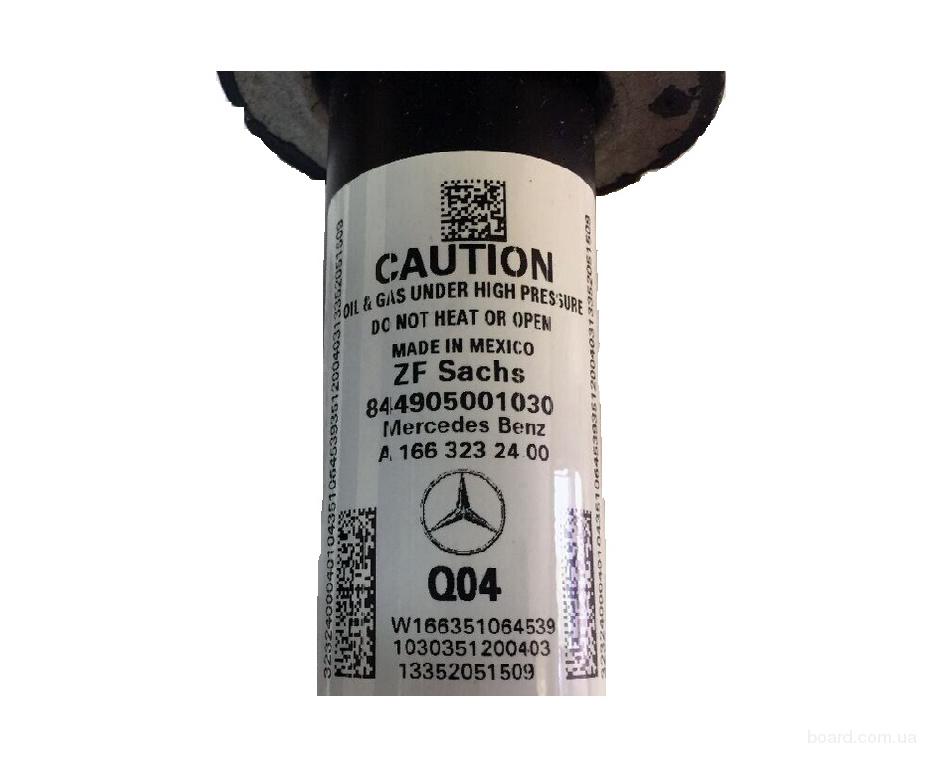 CAUTION
OIL & GAS UNDER HIGH PRESSURE
DO NOT HEAT OR OPEN
MADE IN MEXICO
ZF Sachs
844905001030
Mercedes Benz
A 166 323 24 00
Q04
W166351064539
1030351200403
13352051509
board.com.ua